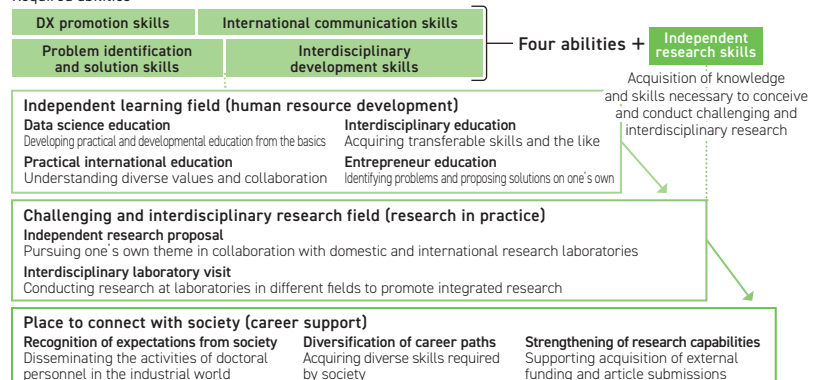 Required abilities
DX promotion skills
International communication skills
Problem identification
and solution skills
Interdisciplinary
development skills
Four abilities +
Independent
research skills
Acquisition of knowledge
and skills necessary to conceive
and conduct challenging and
interdisciplinary research
Independent learning field (human resource development)
Data science education
Developing practical and developmental education from the basics
Interdisciplinary education
Acquiring transferable skills and the like
Practical international education
Understanding diverse values and collaboration
Entrepreneur education
Identifying problems and proposing solutions on one's own
Challenging and interdisciplinary research field (research in practice)
Independent research proposal
Pursuing one's own theme in collaboration with domestic and international research laboratories
Interdisciplinary laboratory visit
Conducting research at laboratories in different fields to promote integrated research
Place to connect with society (career support)
Recognition of expectations from society
Disseminating the activities of doctoral
personnel in the industrial world
Diversification of career paths
Acquiring diverse skills required
by society
Strengthening of research capabilities
Supporting acquisition of external
funding and article submissions